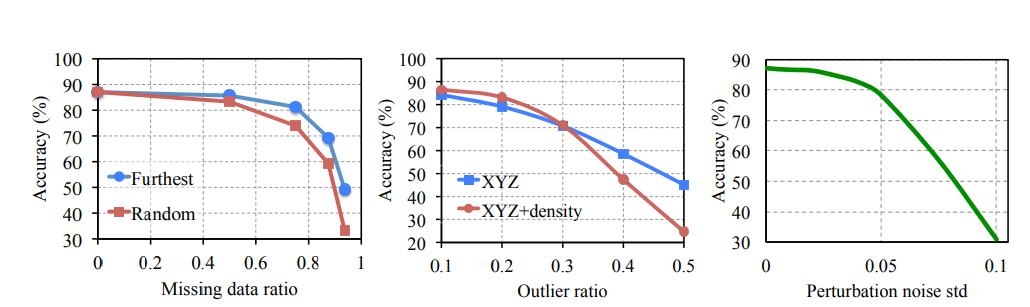 100
90
80
70
60
50
40
30
Accuracy (%)
Furthest
Random
0 0.2 0.4 0.6 0.8 1
Missing data ratio
100
90
80
70
60
50
40
30
20
Accuracy (%)
XYZ
XYZ+density
0.1 0.2 0.3 0.4 0.5
Outlier ratio
90
80
70
60
50
40
30
Accuracy (%)
0 0.05 0.1
Perturbation noise std